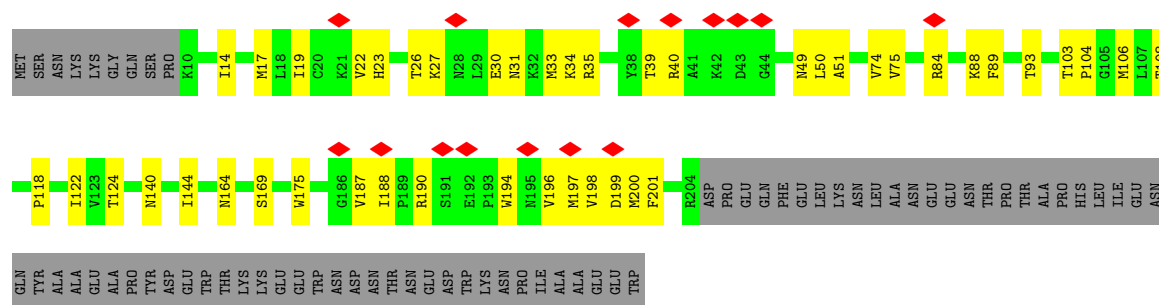 MET SER ASN LYS LYS GLY GLN SER PRO K10 I14 M17 L18 I19 C20 K21 V22 H23 T26 K27 N28 L29 E30 N31 K32 M33 K34 R35 Y38 T39 R40 A41 K42 D43 G44 N49 L50 A51 V74 V75 R84 K88 F89 T93 T103 P104 G105 M106 L107
P118 I122 V123 T124 N140 I144 N164 S169 W175 G186 V187 I188 P189 R190 S191 E192 P193 W194 N195 V196 M197 V198 D199 M200 F201 R204 ASP PRO GLU GLN PHE GLU LEU LYS ASN LEU ALA ASN GLU GLU ASN THR PRO THR ALA PRO HIS LEU ILE GLU ASN
GLN TYR ALA ALA GLU ALA PRO TYR ASP GLU TRP THR LYS LYS GLU GLU TRP ASN ASP ASN THR ASN GLU ASP TRP LYS ASN PRO ILE ALA ALA GLU GLU TRP